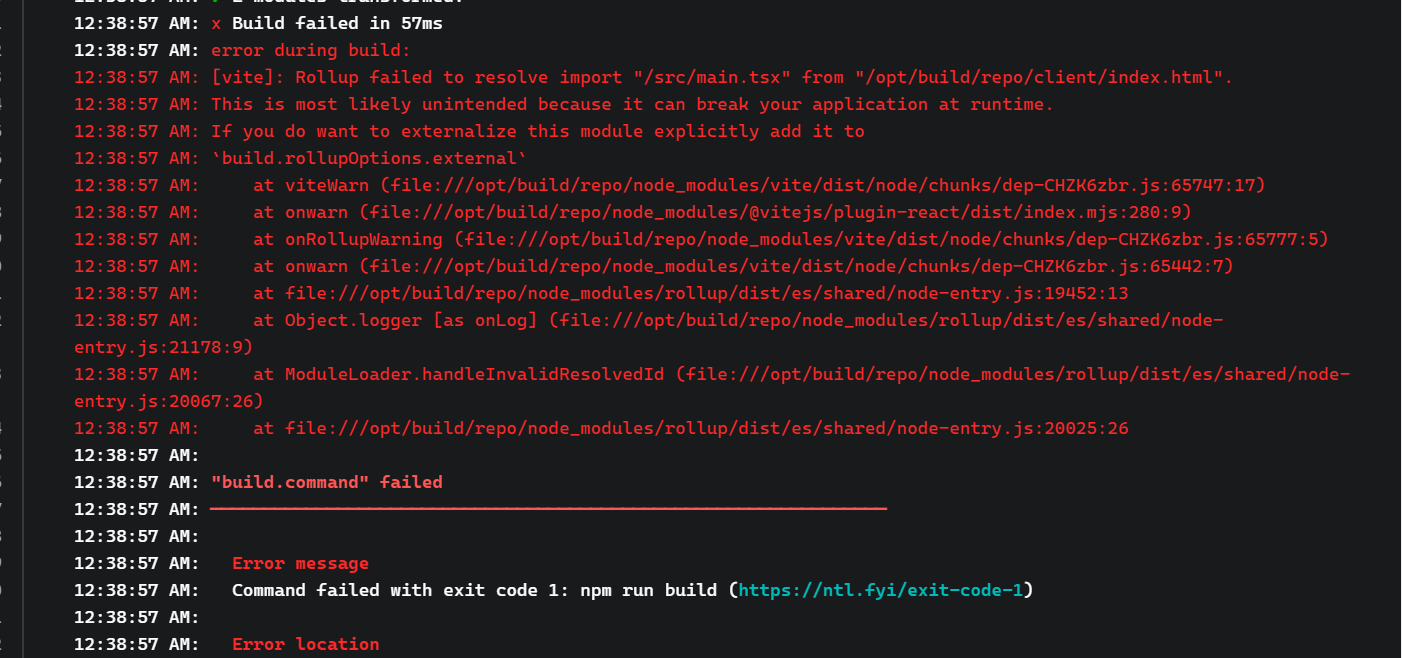 12:38:57 AM: x Build failed in 57ms
12:38:57 AM: error during build:
12:38:57 AM: [vite]: Rollup failed to resolve import "/src/main.tsx" from "/opt/build/repo/client/index.html".
12:38:57 AM: This is most likely unintended because it can break your application at runtime.
12:38:57 AM: If you do want to externalize this module explicitly add it to
12:38:57 AM: `build.rollupOptions.external`
12:38:57 AM:     at viteWarn (file:///opt/build/repo/node_modules/vite/dist/node/chunks/dep-CHZK6zbr.js:65747:17)
12:38:57 AM:     at onwarn (file:///opt/build/repo/node_modules/@vitejs/plugin-react/dist/index.mjs:280:9)
12:38:57 AM:     at onRollupWarning (file:///opt/build/repo/node_modules/vite/dist/node/chunks/dep-CHZK6zbr.js:65777:5)
12:38:57 AM:     at onwarn (file:///opt/build/repo/node_modules/vite/dist/node/chunks/dep-CHZK6zbr.js:65442:7)
12:38:57 AM:     at file:///opt/build/repo/node_modules/rollup/dist/es/shared/node-entry.js:19452:13
12:38:57 AM:     at Object.logger [as onLog] (file:///opt/build/repo/node_modules/rollup/dist/es/shared/node-
entry.js:21178:9)
12:38:57 AM:     at ModuleLoader.handleInvalidResolvedId (file:///opt/build/repo/node_modules/rollup/dist/es/shared/node-
entry.js:20067:26)
12:38:57 AM:     at file:///opt/build/repo/node_modules/rollup/dist/es/shared/node-entry.js:20025:26
12:38:57 AM:
12:38:57 AM: "build.command" failed
12:38:57 AM: ────────────────────────────────────────────────────────────────
12:38:57 AM:
12:38:57 AM:   Error message
12:38:57 AM:   Command failed with exit code 1: npm run build (https://ntl.fyi/exit-code-1)
12:38:57 AM:
12:38:57 AM:   Error location